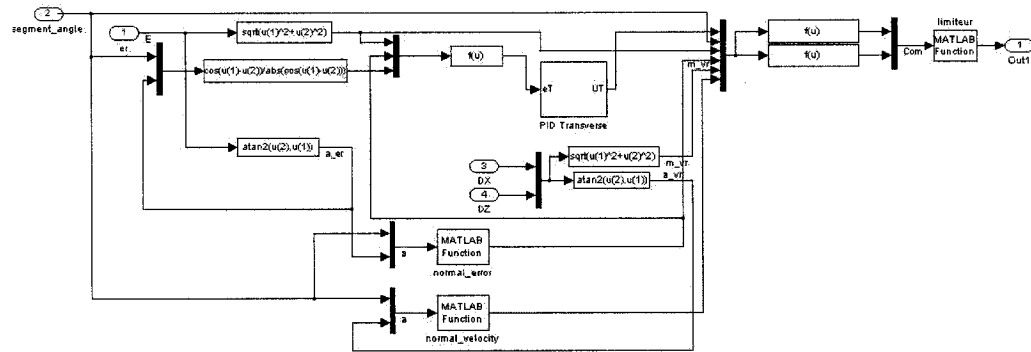 2
segment_angle
1
er
E
sqrt(u(1)^2+u(2)^2)
cos(u(1)-u(2))/abs(cos(u(1)-u(2)))
atan2(u(2),u(1))
a_er
f(u)
eT
UT
PID Transverse
m_vr
3
DX
4
DZ
sqrt(u(1)^2+u(2)^2)
m_vr
atan2(u(2),u(1))
a_vr
f(u)
f(u)
Com
limiteur
MATLAB
Function
1
Out1
a
MATLAB
Function
normal_error
a
MATLAB
Function
normal_velocity